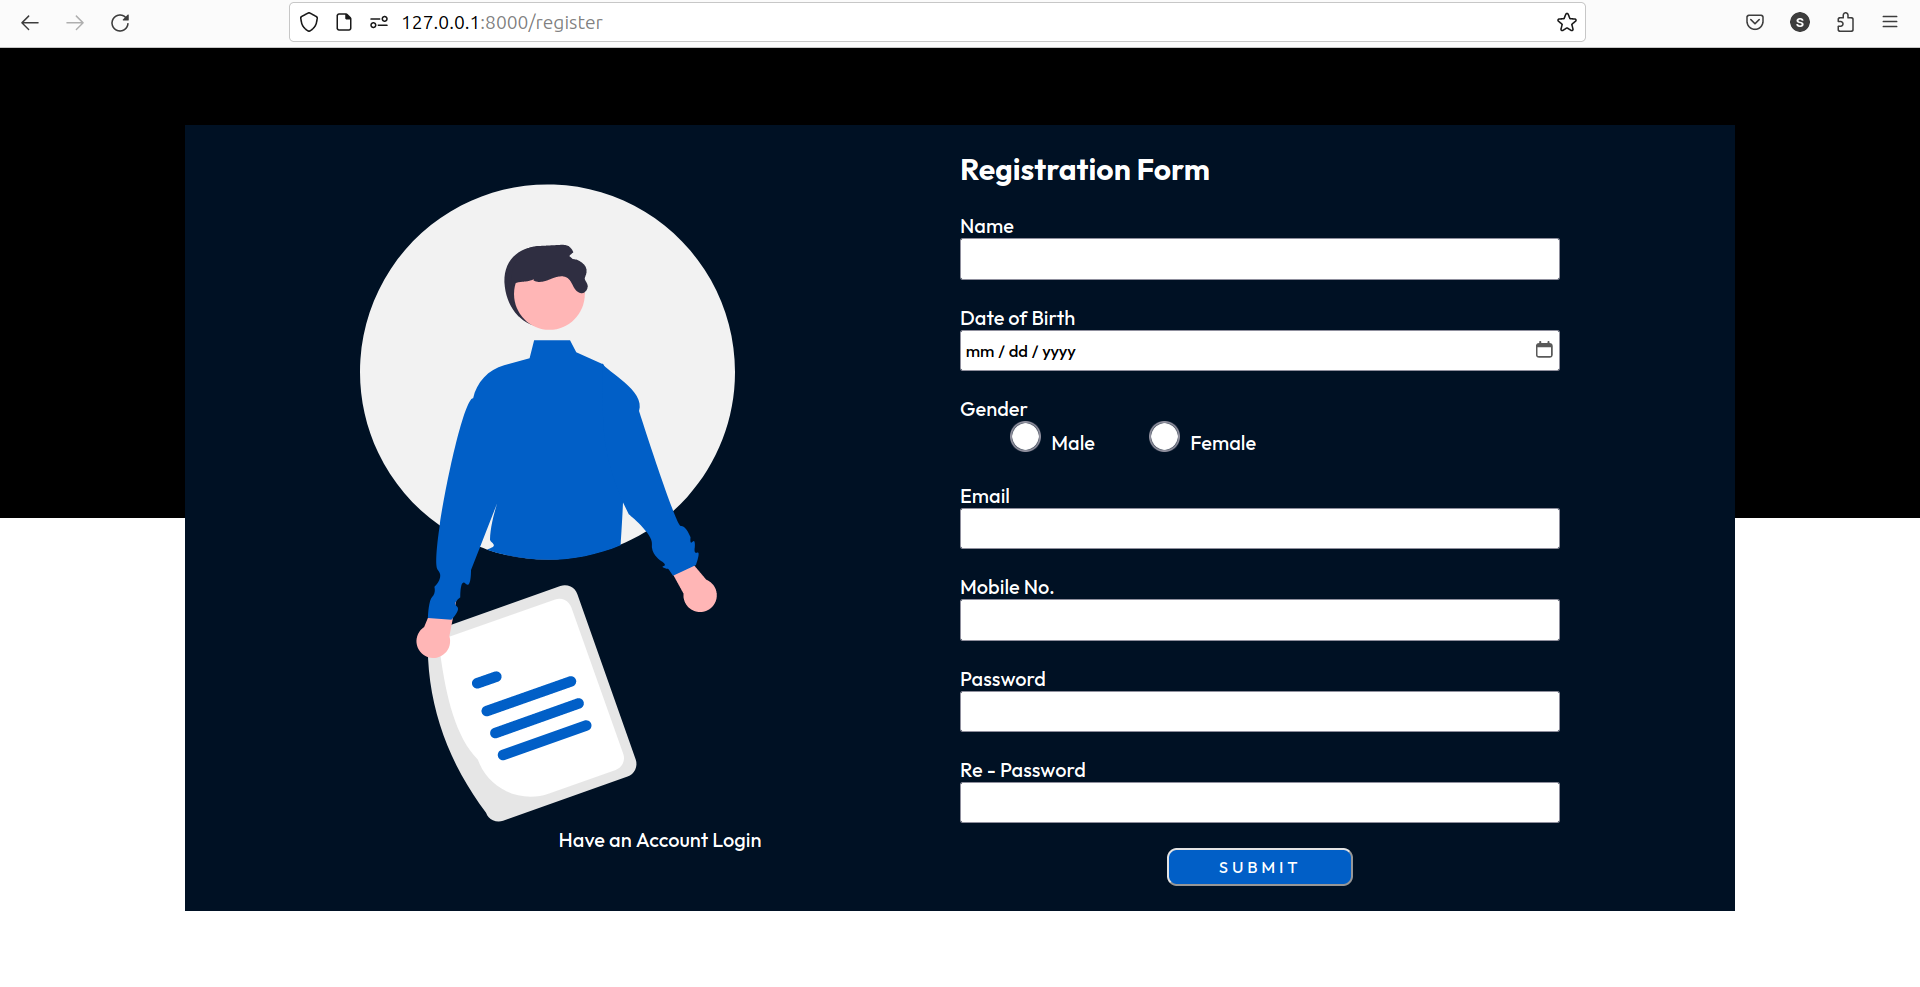 127.0.0.1:8000/register
S
Registration Form
Name
Date of Birth
mm / dd / yyyy
Gender
Male Female
Email
Mobile No.
Password
Re - Password
Have an Account Login
SUBMIT